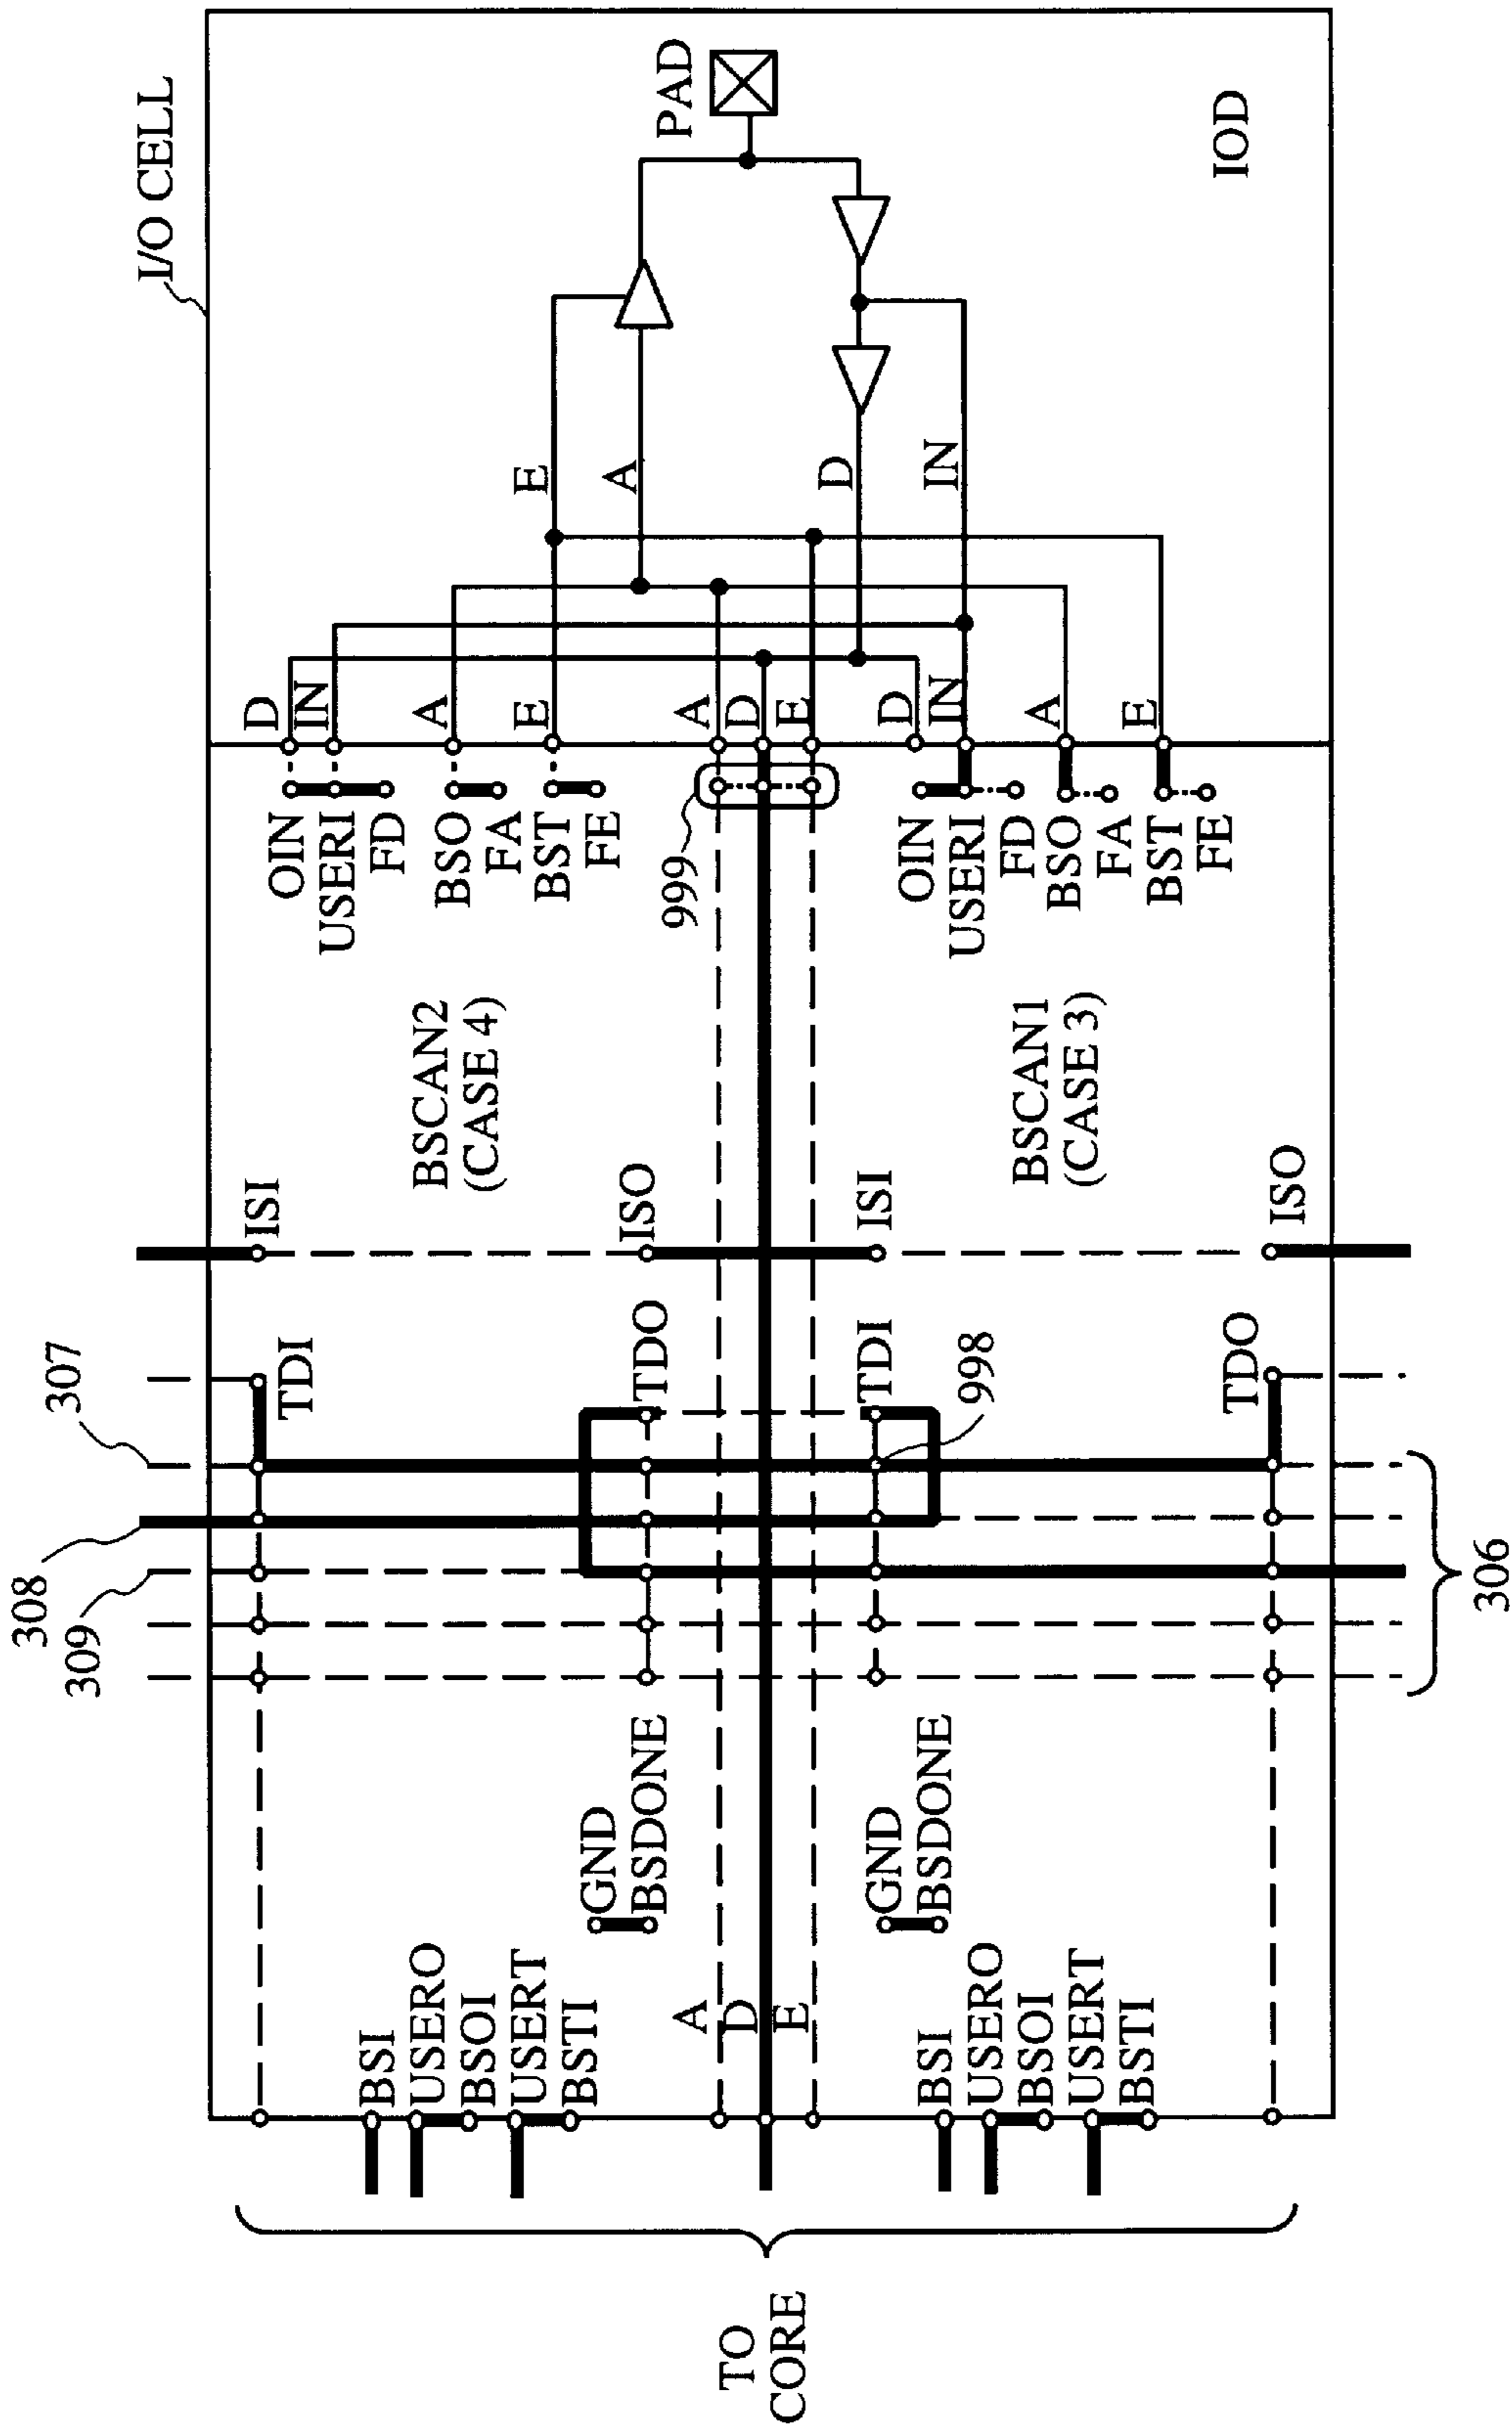 I/O CELL
PAD
IOD
E
A
D
IN
D
IN
A
E
A
D
E
D
IN
A
E
OIN
USERI
FD
BSO
FA
BST
FE
999
OIN
USERI
FD
BSO
FA
BST
FE
BSCAN2
(CASE 4)
BSCAN1
(CASE 3)
ISI
ISO
ISI
ISO
307
TDI
TDO
TDI
998
TDO
308
309
306
GND
BSDONE
GND
BSDONE
BSI
USERO
BSOI
USERT
BSTI
A
D
E
BSI
USERO
BSOI
USERT
BSTI
TO
CORE